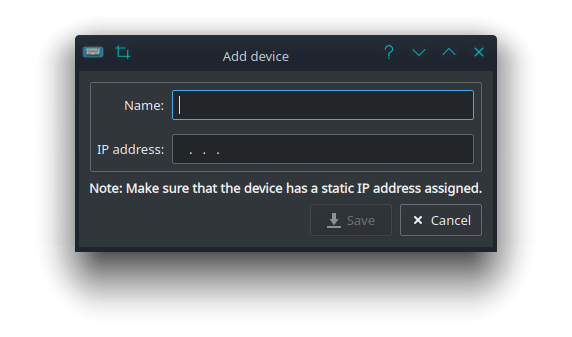 Add device
Name:
IP address: . . .
Note: Make sure that the device has a static IP address assigned.
Save Cancel